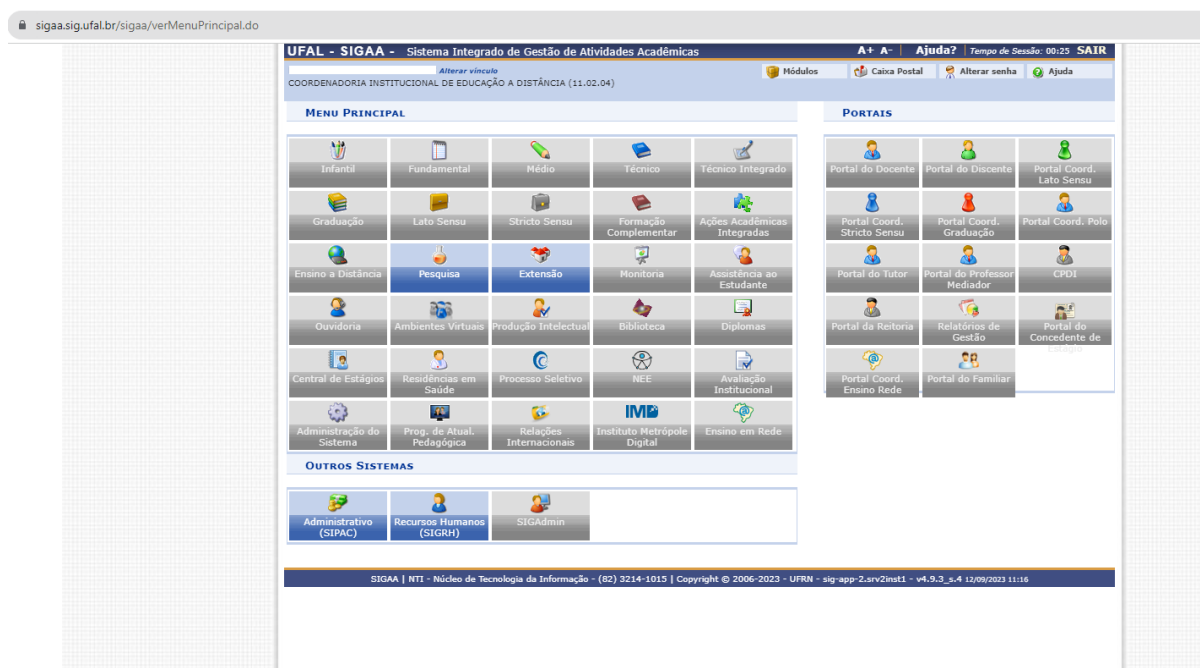 sigaa.sig.ufal.br/sigaa/verMenuPrincipal.do
UFAL - SIGAA - Sistema Integrado de Gestão de Atividades Acadêmicas
A+ A- | Ajuda? | Tempo de Sessão: 00:25 SAIR
Alterar vínculo
COORDENADORIA INSTITUCIONAL DE EDUCAÇÃO A DISTÂNCIA (11.02.04)
Módulos
Caixa Postal
Alterar senha
Ajuda
MENU PRINCIPAL
Infantil
Fundamental
Médio
Técnico
Técnico Integrado
Graduação
Lato Sensu
Stricto Sensu
Formação
Complementar
Ações Acadêmicas
Integradas
Ensino a Distância
Pesquisa
Extensão
Monitoria
Assistência ao
Estudante
Ouvidoria
Ambientes Virtuais
Produção Intelectual
Biblioteca
Diplomas
Central de Estágios
Residências em
Saúde
Processo Seletivo
NEE
Avaliação
Institucional
Administração do
Sistema
Prog. de Atual.
Pedagógica
Relações
Internacionais
IMD
Instituto Metrópole
Digital
Ensino em Rede
PORTAIS
Portal do Docente
Portal do Discente
Portal Coord.
Lato Sensu
Portal Coord.
Stricto Sensu
Portal Coord.
Graduação
Portal Coord. Polo
Portal do Tutor
Portal do Professor
Mediador
CPDI
Portal da Reitoria
Relatórios de
Gestão
Portal do
Concedente de
Estágio
Portal Coord.
Ensino Rede
Portal do Familiar
OUTROS SISTEMAS
Administrativo
(SIPAC)
Recursos Humanos
(SIGRH)
SIGAdmin
SIGAA | NTI - Núcleo de Tecnologia da Informação - (82) 3214-1015 | Copyright © 2006-2023 - UFRN - sig-app-2.srv2inst1 - v4.9.3_s.4 12/09/2023 11:16